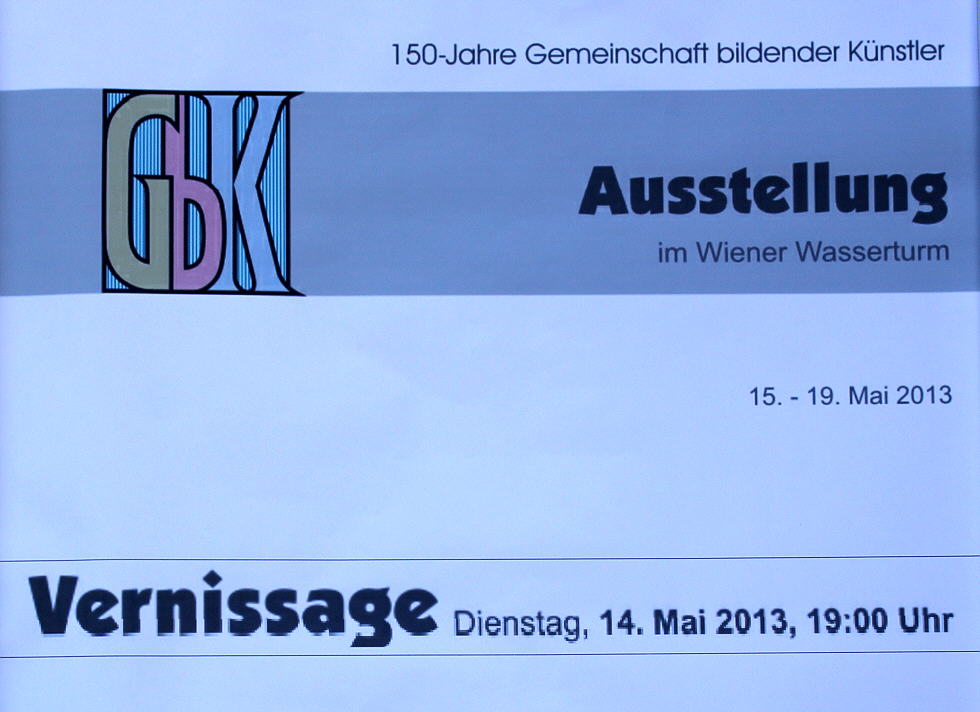 150-Jahre Gemeinschaft bildender Künstler
GbK
Ausstellung
im Wiener Wasserturm
15. - 19. Mai 2013
Vernissage Dienstag, 14. Mai 2013, 19:00 Uhr